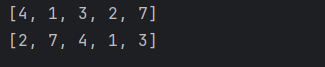 [4, 1, 3, 2, 7]
[2, 7, 4, 1, 3]